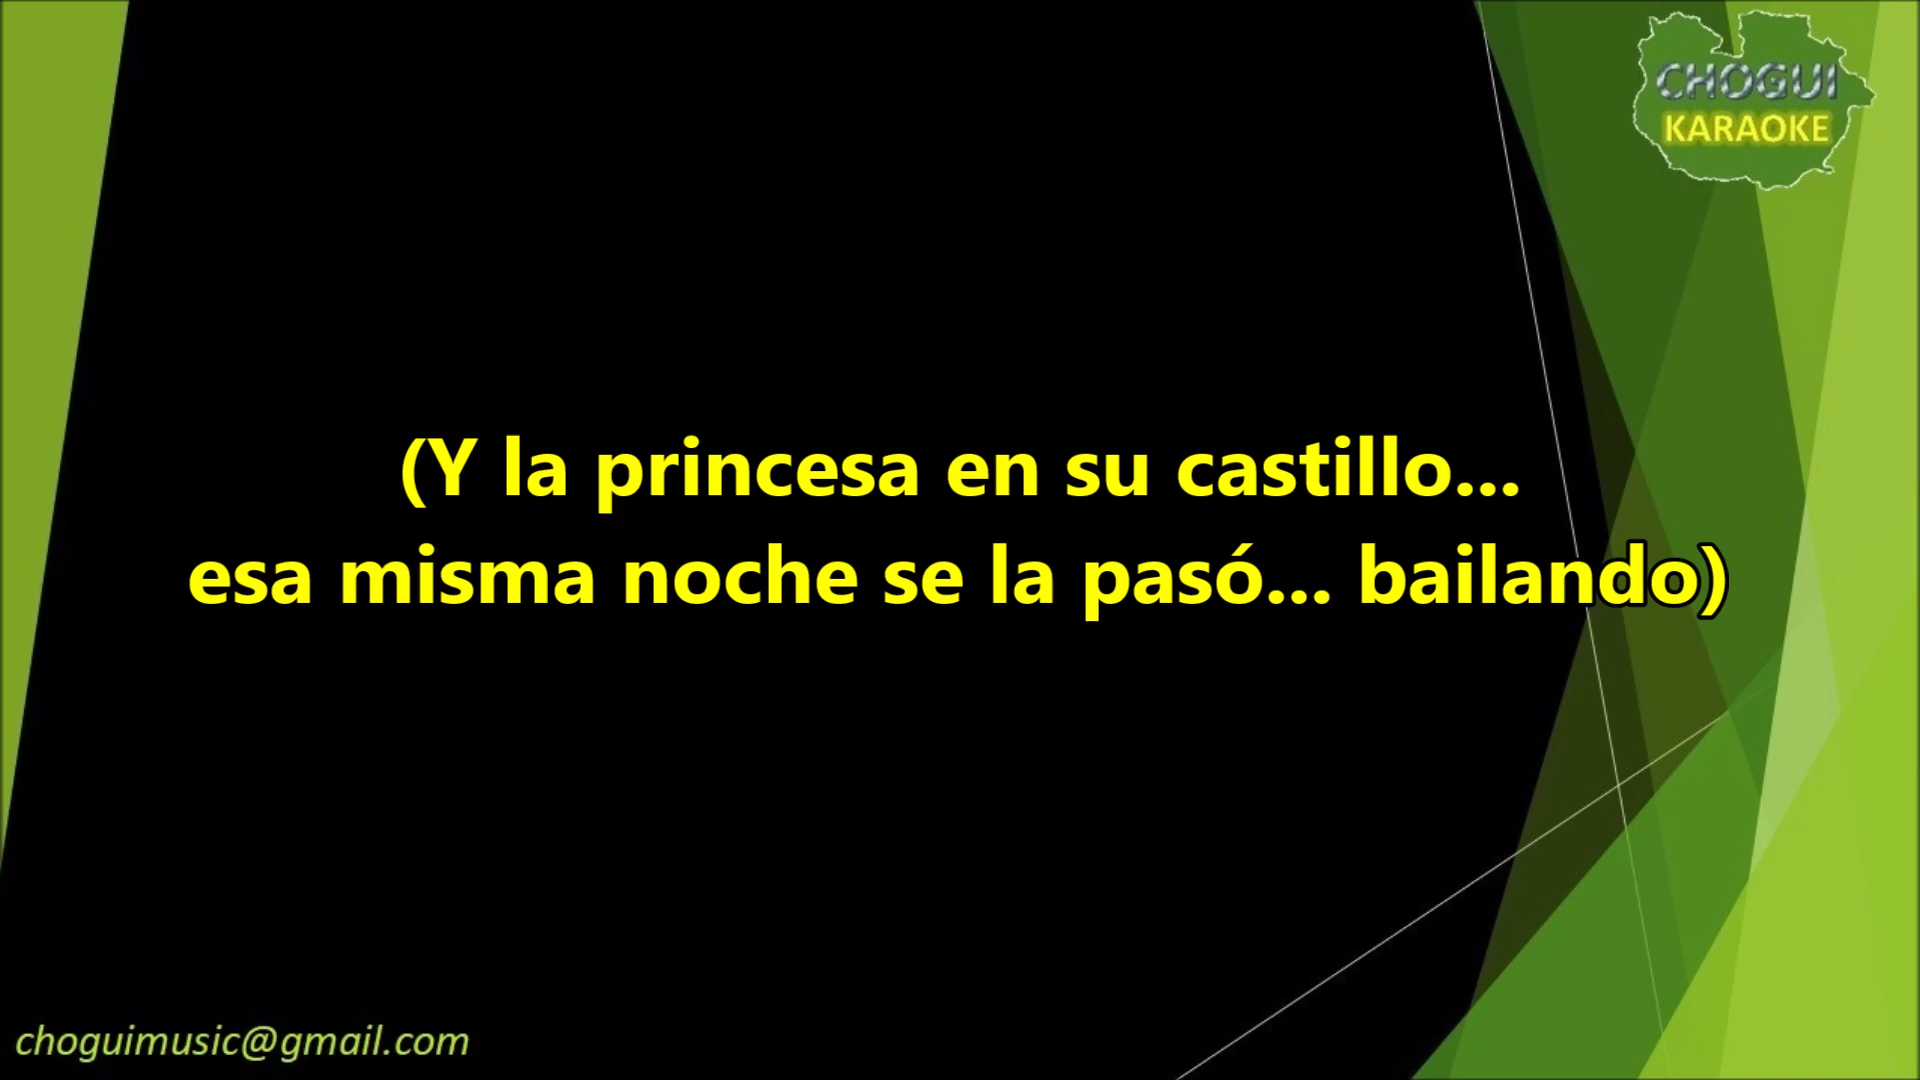 CHOGUI
KARAOKE
(Y la princesa en su castillo...
esa misma noche se la pasó... bailando)
choguimusic@gmail.com